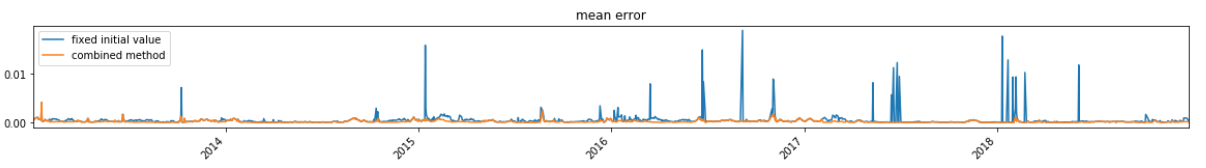 mean error
fixed initial value
combined method
0.01
0.00
2014
2015
2016
2017
2018